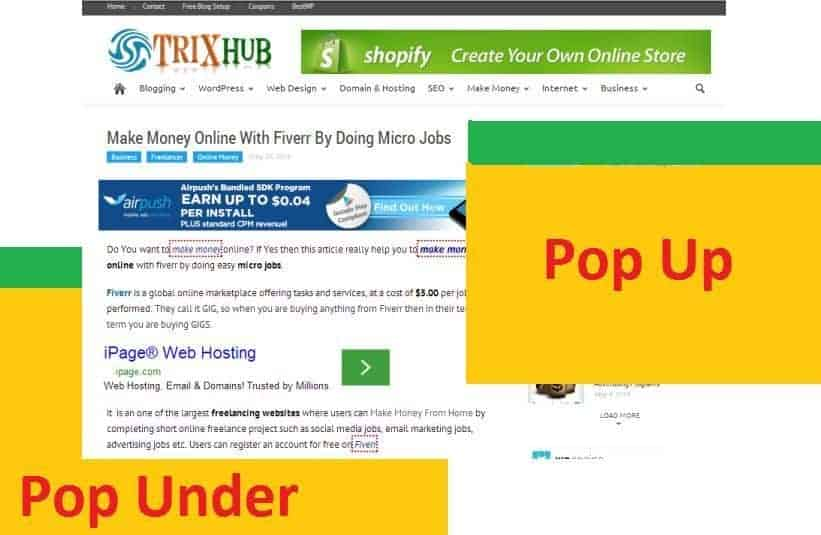 Home Contact Free Blog Setup Coupons BestWP
TRIXHUB
shopify Create Your Own Online Store
Blogging WordPress Web Design Domain & Hosting SEO Make Money Internet Business
Make Money Online With Fiverr By Doing Micro Jobs
Business Freelancer Online Money
Airpush's Bundled SDK Program
airpush EARN UP TO $0.04 Find Out How
PER INSTALL
PLUS standard CPM revenue!
Google Play
Compliant
Do You want to make money online? If Yes then this article really help you to make mon
online with fiverr by doing easy micro jobs.
Fiverr is a global online marketplace offering tasks and services, at a cost of $5.00 per job
performed. They call it GIG, so when you are buying anything from Fiverr then in their te
term you are buying GIGS.
iPage® Web Hosting
ipage.com
Web Hosting, Email & Domains! Trusted by Millions.
It is an one of the largest freelancing websites where users can Make Money From Home by
completing short online freelance project such as social media jobs, email marketing jobs,
advertising jobs etc. Users can register an account for free on Fiverr
Pop Up
LOAD MORE
Pop Under